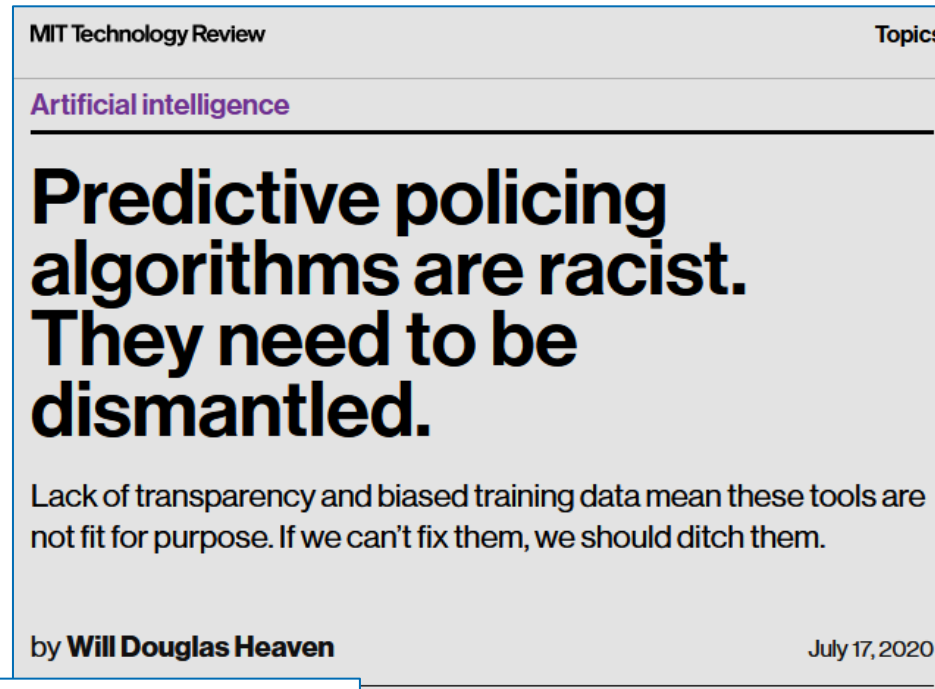 MIT Technology Review Topics
Artificial intelligence
Predictive policing
algorithms are racist.
They need to be
dismantled.
Lack of transparency and biased training data mean these tools are
not fit for purpose. If we can't fix them, we should ditch them.
by Will Douglas Heaven July 17, 2020